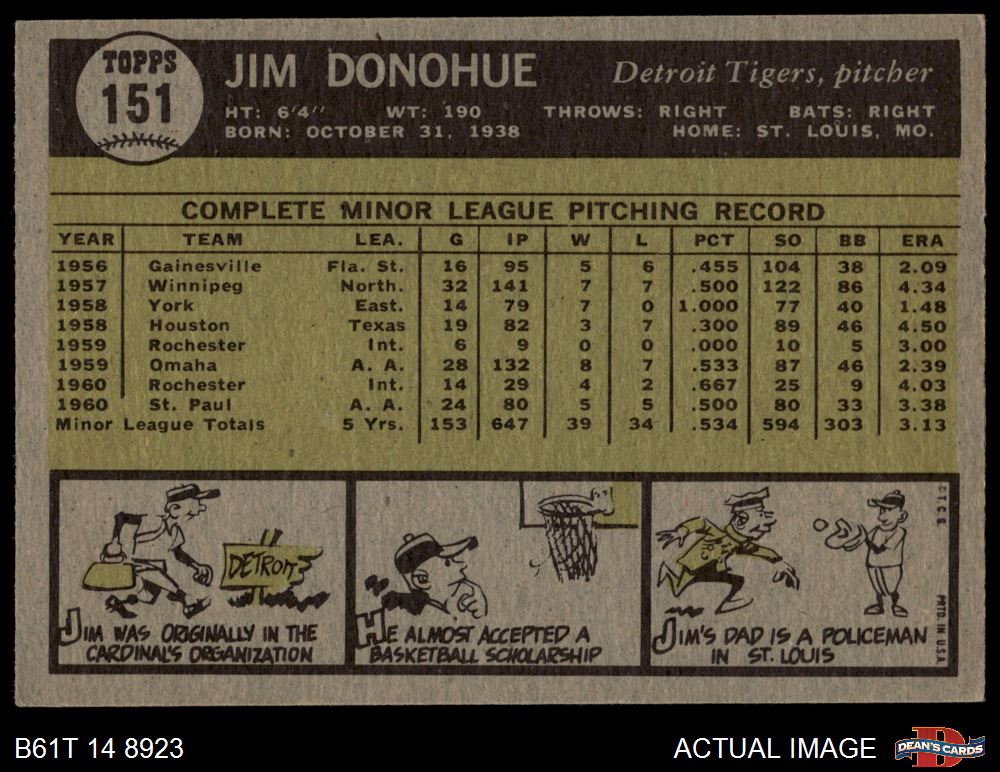 TOPPS
151
JIM DONOHUE
Detroit Tigers, pitcher
HT: 6'4" WT: 190 THROWS: RIGHT BATS: RIGHT
BORN: OCTOBER 31, 1938 HOME: ST. LOUIS, MO.
COMPLETE MINOR LEAGUE PITCHING RECORD
YEAR TEAM LEA. G IP W L PCT SO BB ERA
1956 Gainesville Fla. St. 16 95 5 6 .455 104 38 2.09
1957 Winnipeg North. 32 141 7 7 .500 122 86 4.34
1958 York East. 14 79 7 0 1.000 77 40 1.48
1958 Houston Texas 19 82 3 7 .300 89 46 4.50
1959 Rochester Int. 6 9 0 0 .000 10 5 3.00
1959 Omaha A. A. 28 132 8 7 .533 87 46 2.39
1960 Rochester Int. 14 29 4 2 .667 25 9 4.03
1960 St. Paul A. A. 24 80 5 5 .500 80 33 3.38
Minor League Totals 5 Yrs. 153 647 39 34 .534 594 303 3.13
DETROIT
JIM WAS ORIGINALLY IN THE
CARDINAL'S ORGANIZATION
HE ALMOST ACCEPTED A
BASKETBALL SCHOLARSHIP
JIM'S DAD IS A POLICEMAN
IN ST. LOUIS
© T. C. G. PRTD. IN U.S.A.
B61T 14 8923
ACTUAL IMAGE
D
DEAN'S CARDS